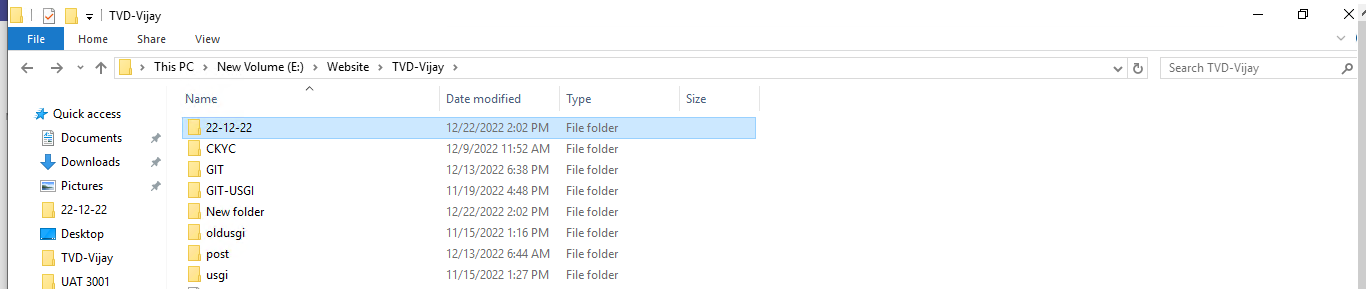 TVD-Vijay
File Home Share View
This PC New Volume (E:) Website TVD-Vijay Search TVD-Vijay
Name Date modified Type Size
Quick access
Documents
Downloads
Pictures
22-12-22
Desktop
TVD-Vijay
UAT 3001
22-12-22 12/22/2022 2:02 PM File folder
CKYC 12/9/2022 11:52 AM File folder
GIT 12/13/2022 6:38 PM File folder
GIT-USGI 11/19/2022 4:48 PM File folder
New folder 12/22/2022 2:02 PM File folder
oldusgi 11/15/2022 1:16 PM File folder
post 12/13/2022 6:44 AM File folder
usgi 11/15/2022 1:27 PM File folder